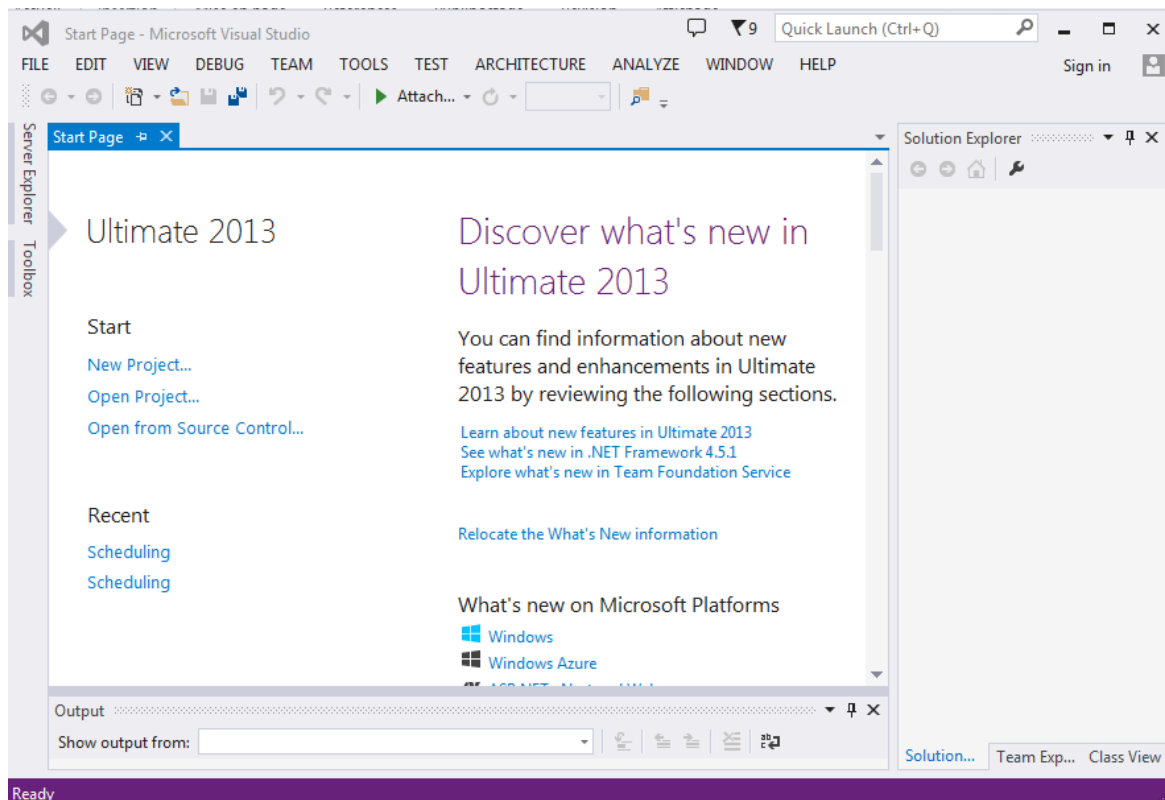 Start Page - Microsoft Visual Studio
9
Quick Launch (Ctrl+Q)
FILE EDIT VIEW DEBUG TEAM TOOLS TEST ARCHITECTURE ANALYZE WINDOW HELP
Sign in
Attach...
Server Explorer
Toolbox
Start Page
Ultimate 2013
Start
New Project...
Open Project...
Open from Source Control...
Recent
Scheduling
Scheduling
Discover what's new in
Ultimate 2013
You can find information about new
features and enhancements in Ultimate
2013 by reviewing the following sections.
Learn about new features in Ultimate 2013
See what's new in .NET Framework 4.5.1
Explore what's new in Team Foundation Service
Relocate the What's New information
What's new on Microsoft Platforms
Windows
Windows Azure
Solution Explorer
Solution... Team Exp... Class View
Output
Show output from:
Ready